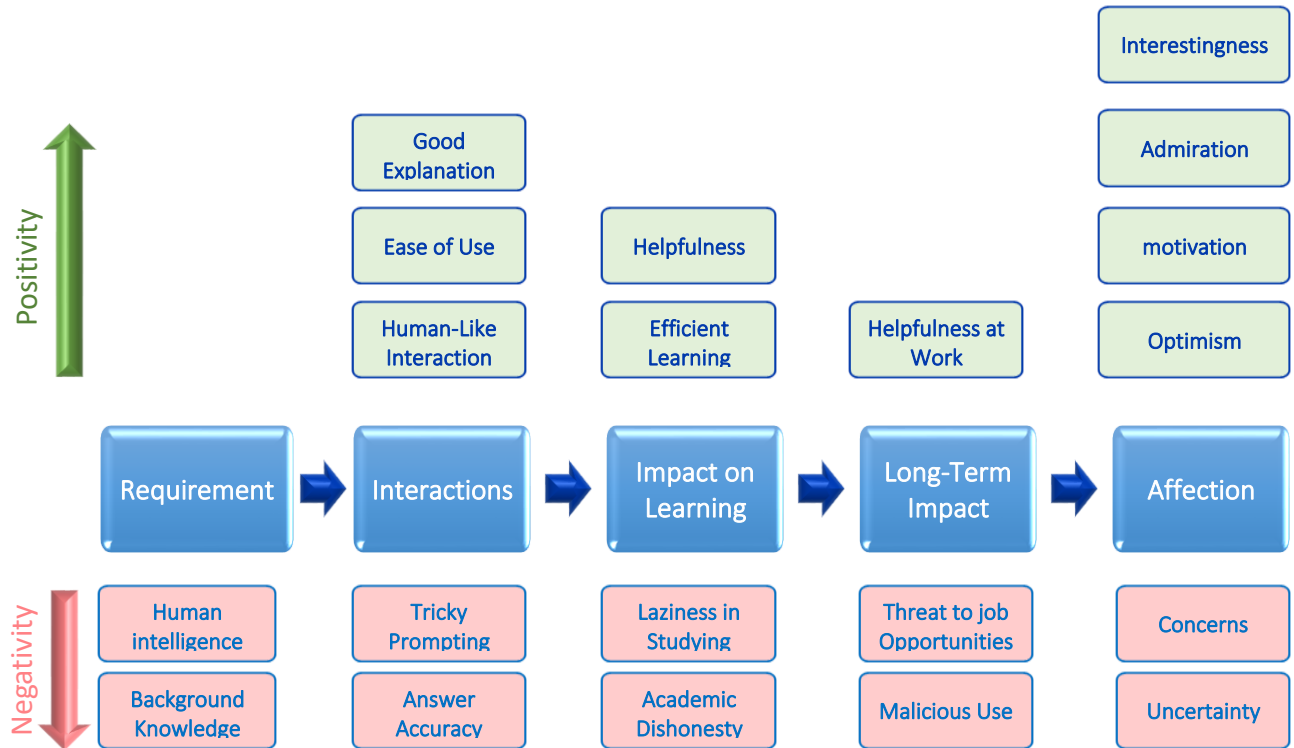 Interestingness
Good
Explanation
Admiration
Positivity
Ease of Use
Helpfulness
motivation
Human-Like
Interaction
Efficient
Learning
Helpfulness at
Work
Optimism
Requirement
Interactions
Impact on
Learning
Long-Term
Impact
Affection
Negativity
Human
intelligence
Tricky
Prompting
Laziness in
Studying
Threat to job
Opportunities
Concerns
Background
Knowledge
Answer
Accuracy
Academic
Dishonesty
Malicious Use
Uncertainty